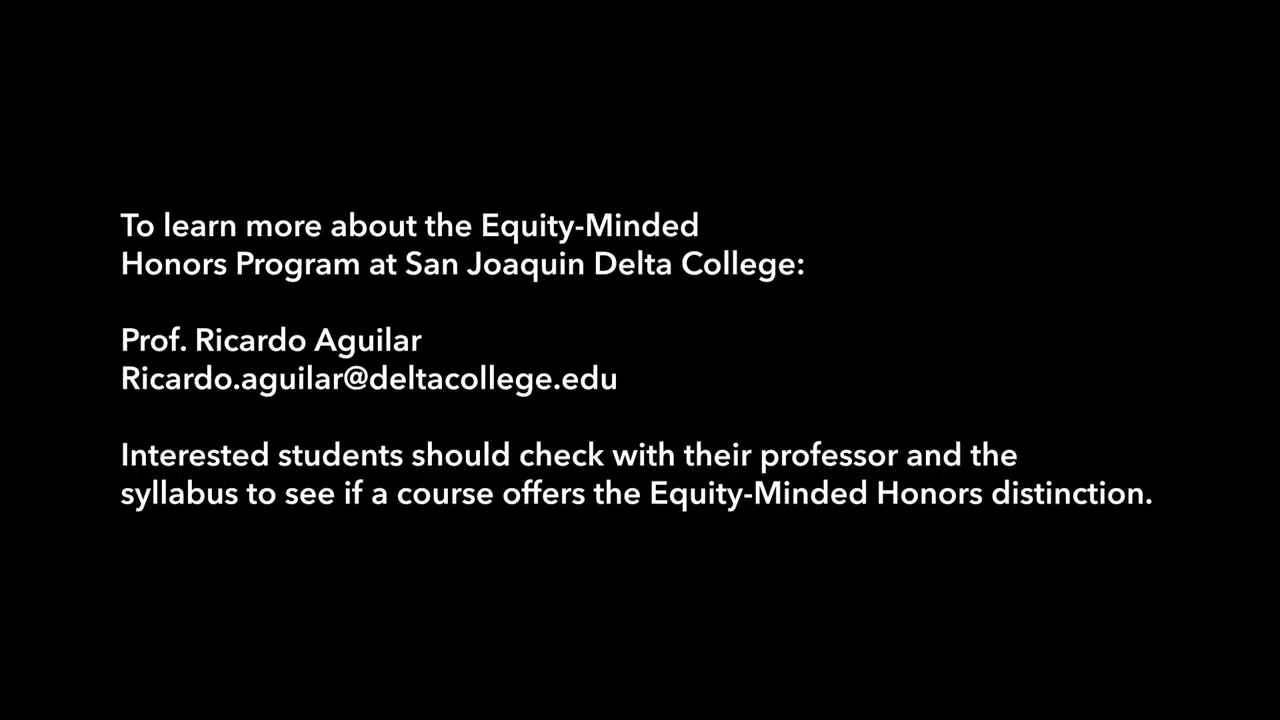 To learn more about the Equity-Minded
Honors Program at San Joaquin Delta College:
Prof. Ricardo Aguilar
Ricardo.aguilar@deltacollege.edu
Interested students should check with their professor and the
syllabus to see if a course offers the Equity-Minded Honors distinction.